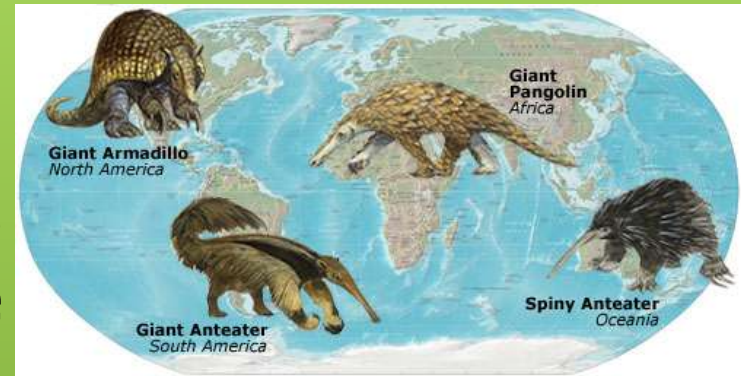 Giant
Pangolin
Africa
Giant Armadillo
North America
Spiny Anteater
Oceania
Giant Anteater
South America